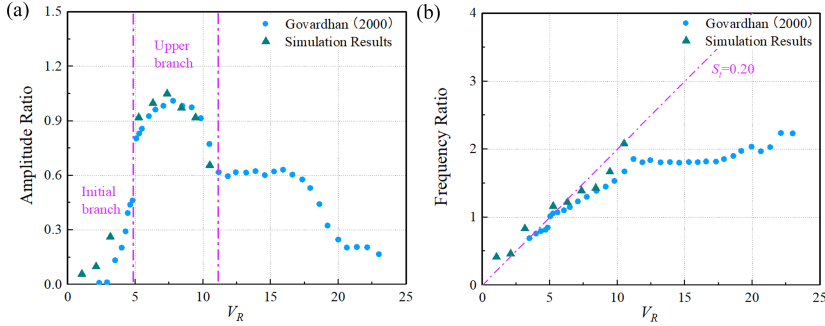 (a)
Amplitude Ratio
1.5
1.2
0.9
0.6
0.3
0.0
Upper
branch
Initial
branch
Govardhan (2000)
Simulation Results
0 5 10 15 20 25
V_R
(b)
Frequency Ratio
4
3
2
1
0
Govardhan (2000)
Simulation Results
S_t=0.20
0 5 10 15 20 25
V_R